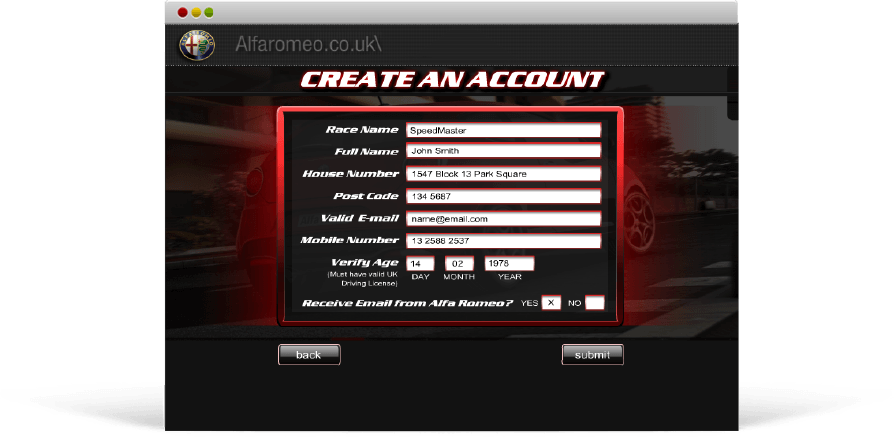 Alfaromeo.co.uk\
CREATE AN ACCOUNT
Race Name SpeedMaster
Full Name John Smith
House Number 1547 Block 13 Park Square
Post Code 134 5687
Valid E-mail name@email.com
Mobile Number 13 2588 2537
Verify Age 14 02 1978
(Must have valid UK DAY MONTH YEAR
Driving License)
Receive Email from Alfa Romeo? YES X NO
back submit